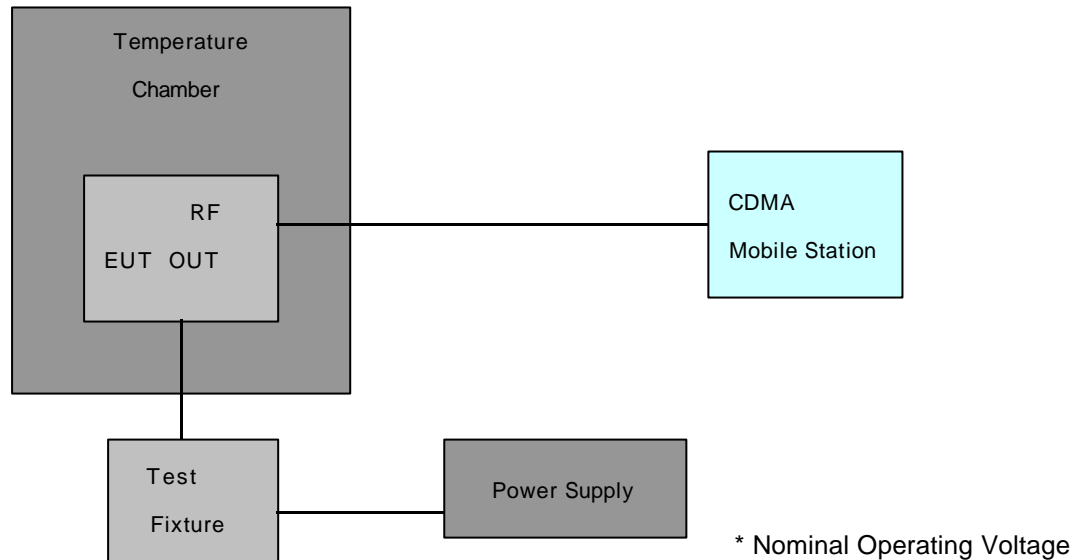 Temperature
Chamber
RF
EUT OUT
CDMA
Mobile Station
Test
Fixture
Power Supply
* Nominal Operating Voltage